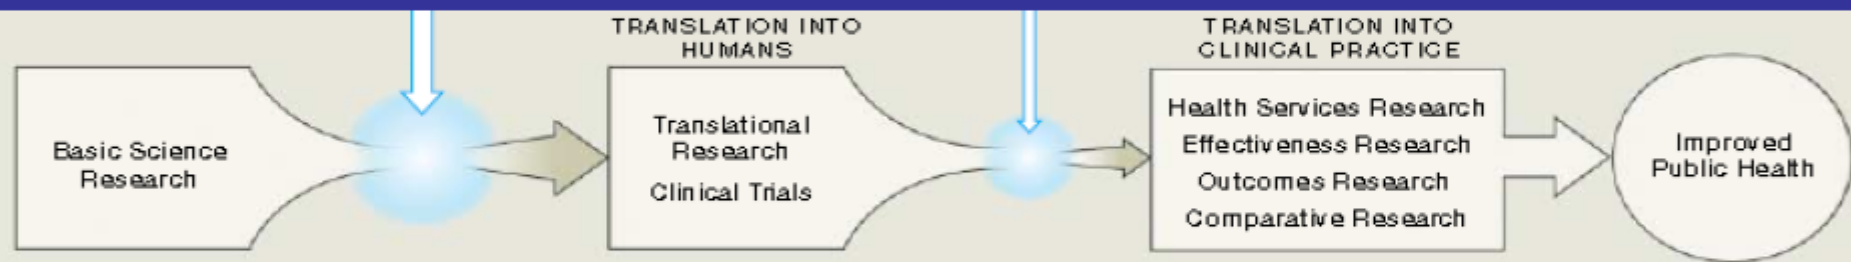 TRANSLATION INTO
HUMANS
TRANSLATION INTO
CLINICAL PRACTICE
Basic Science
Research
Translational
Research
Clinical Trials
Health Services Research
Effectiveness Research
Outcomes Research
Comparative Research
Improved
Public Health